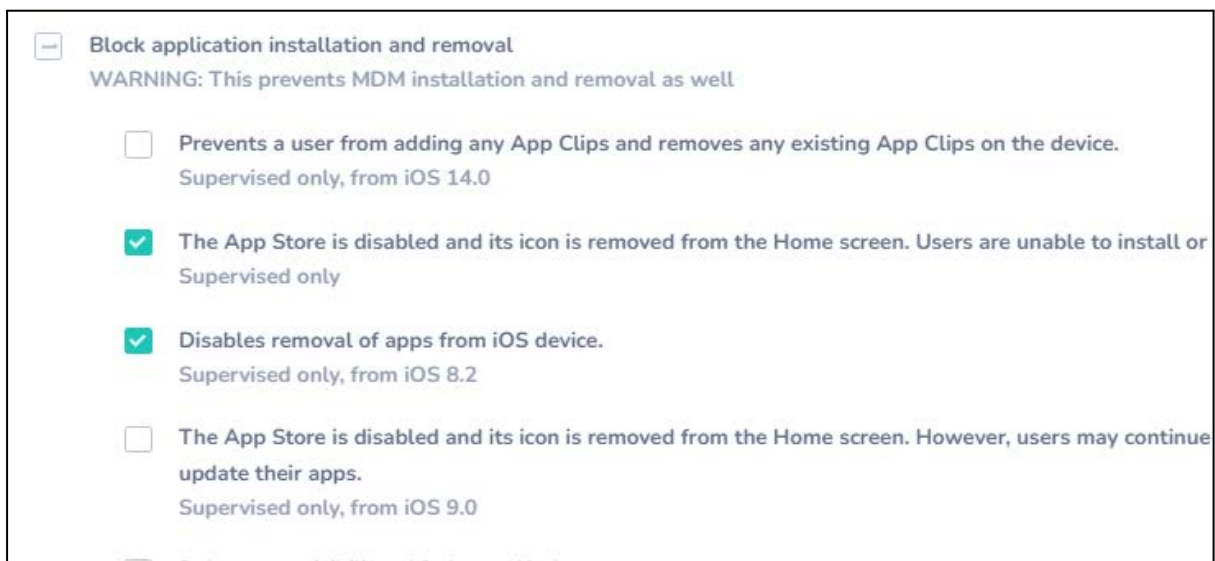 Block application installation and removal
WARNING: This prevents MDM installation and removal as well
Prevents a user from adding any App Clips and removes any existing App Clips on the device.
Supervised only, from iOS 14.0
The App Store is disabled and its icon is removed from the Home screen. Users are unable to install or
Supervised only
Disables removal of apps from iOS device.
Supervised only, from iOS 8.2
The App Store is disabled and its icon is removed from the Home screen. However, users may continue
update their apps.
Supervised only, from iOS 9.0